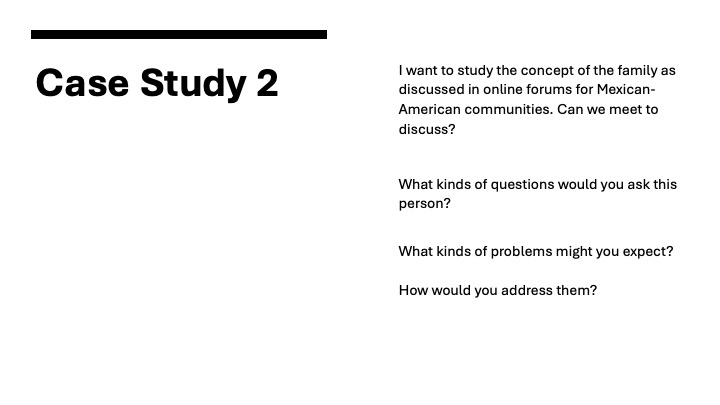 Case Study 2
I want to study the concept of the family as
discussed in online forums for Mexican-
American communities. Can we meet to
discuss?
What kinds of questions would you ask this
person?
What kinds of problems might you expect?
How would you address them?